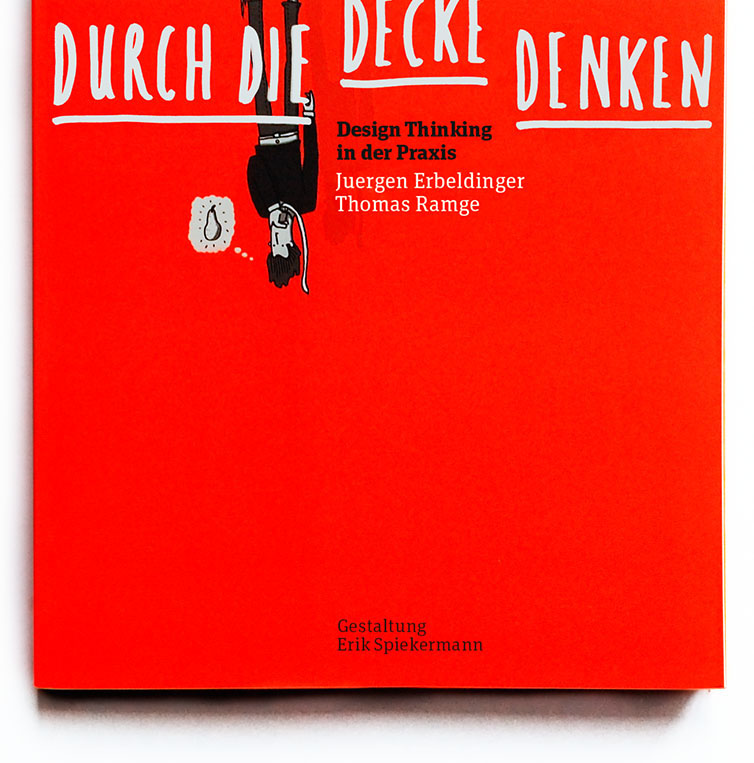 DURCH DIE DECKE DENKEN
Design Thinking
in der Praxis
Juergen Erbeldinger
Thomas Ramge
Gestaltung
Erik Spiekermann